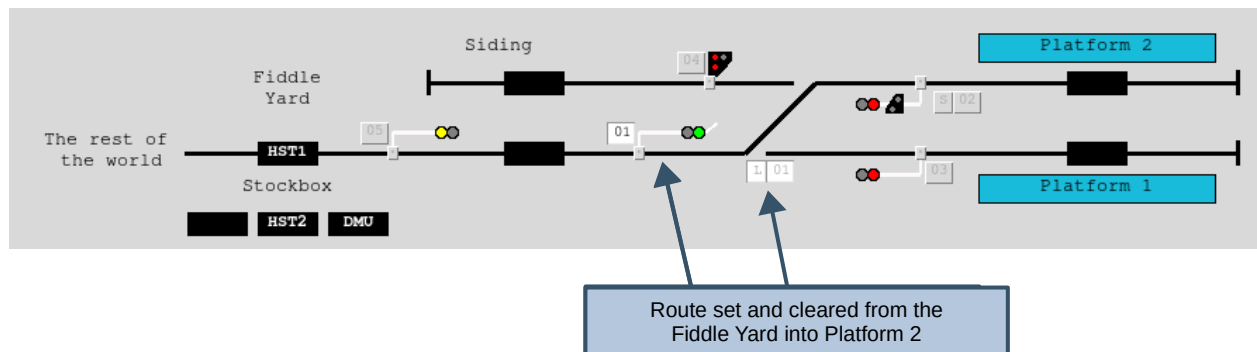 Siding
04
Platform 2
Fiddle
Yard
S 02
The rest of
the world
05
01
HST1
L 01
03
Stockbox
Platform 1
HST2 DMU
Route set and cleared from the
Fiddle Yard into Platform 2